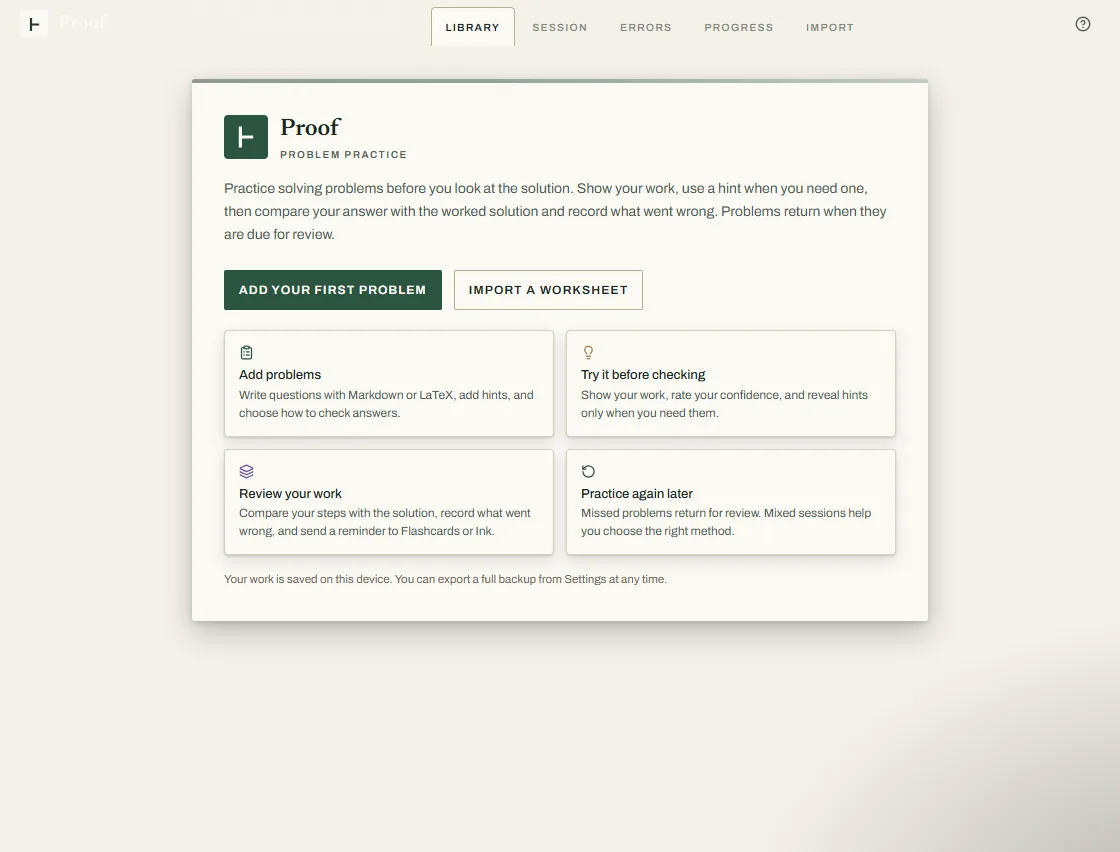 Proof
LIBRARY
SESSION
ERRORS
PROGRESS
IMPORT
Proof
PROBLEM PRACTICE
Practice solving problems before you look at the solution. Show your work, use a hint when you need one,
then compare your answer with the worked solution and record what went wrong. Problems return when they
are due for review.
ADD YOUR FIRST PROBLEM
IMPORT A WORKSHEET
Add problems
Write questions with Markdown or LaTeX, add hints, and
choose how to check answers.
Try it before checking
Show your work, rate your confidence, and reveal hints
only when you need them.
Review your work
Compare your steps with the solution, record what went
wrong, and send a reminder to Flashcards or Ink.
Practice again later
Missed problems return for review. Mixed sessions help
you choose the right method.
Your work is saved on this device. You can export a full backup from Settings at any time.